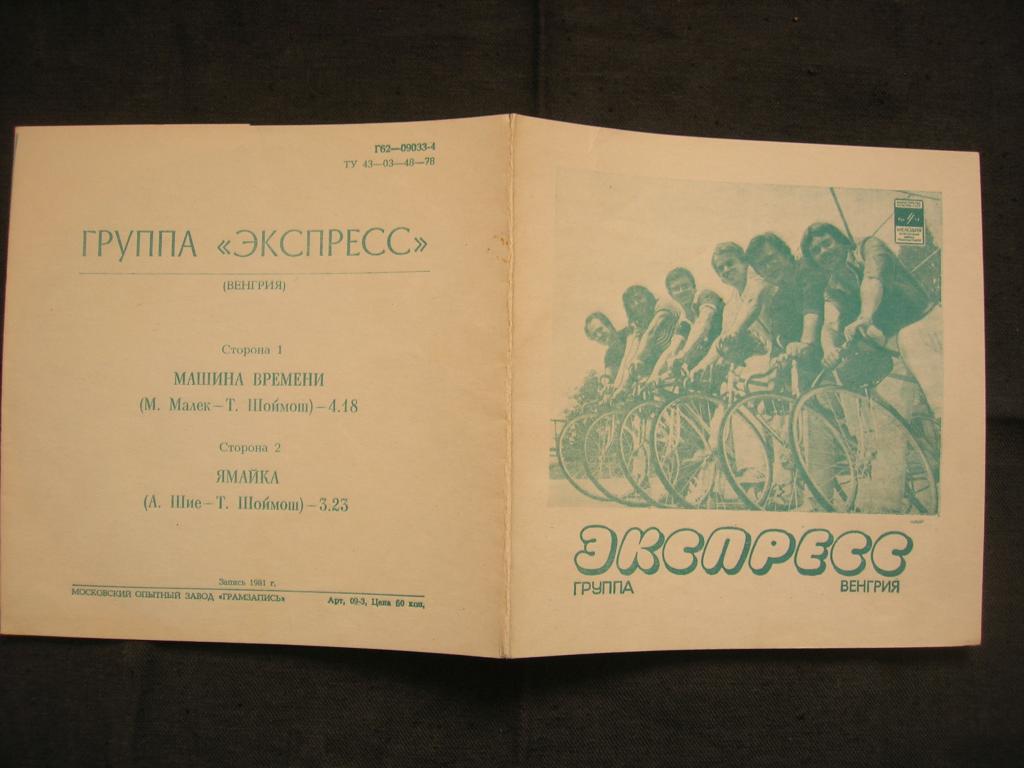 Г62—09033-4
ТУ 43—03—48—78
ГРУППА «ЭКСПРЕСС»
(ВЕНГРИЯ)
Сторона 1
МАШИНА ВРЕМЕНИ
(М. Малек—Т. Шоймош)—4.18
Сторона 2
ЯМАЙКА
(А. Шие—Т. Шоймош)—3.23
Запись 1981 г.
МОСКОВСКИЙ ОПЫТНЫЙ ЗАВОД «ГРАМЗАПИСЬ»
Арт. 09-3, Цена 60 коп,
МЕЛОДИЯ
ЭКСПРЕСС
ГРУППА ВЕНГРИЯ